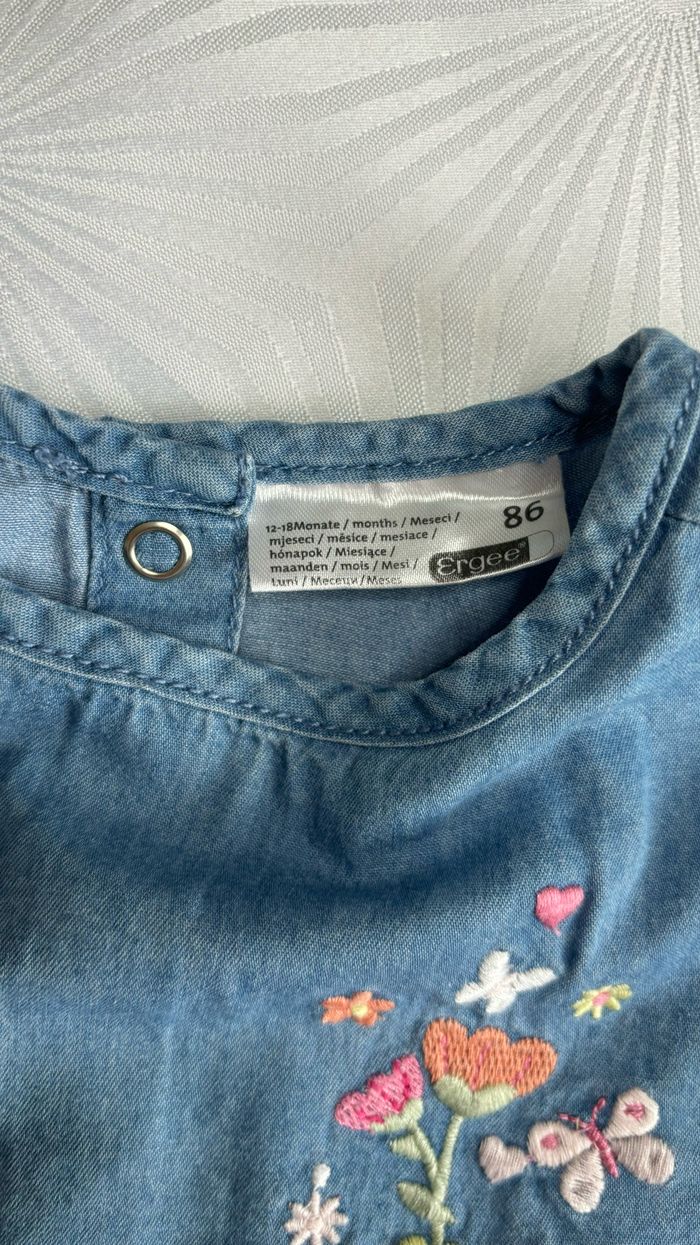 12-18Monate / months / Meseci /
mjeseci / měsíce / mesiace /
hónapok / Miesiące /
maanden / mois / Mesi /
Luni / Месеци/Meses
86
Ergee®